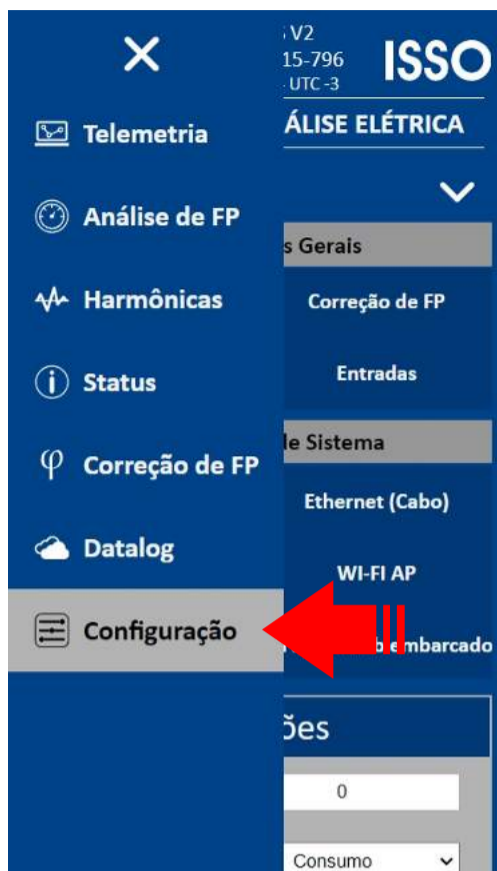 V2
15-796
UTC -3
ISSO
ÁLISE ELÉTRICA
Telemetria
Análise de FP
Harmônicas
Status
φ Correção de FP
Datalog
Configuração
s Gerais
Correção de FP
Entradas
de Sistema
Ethernet (Cabo)
WI-FI AP
embarcado
ões
0
Consumo